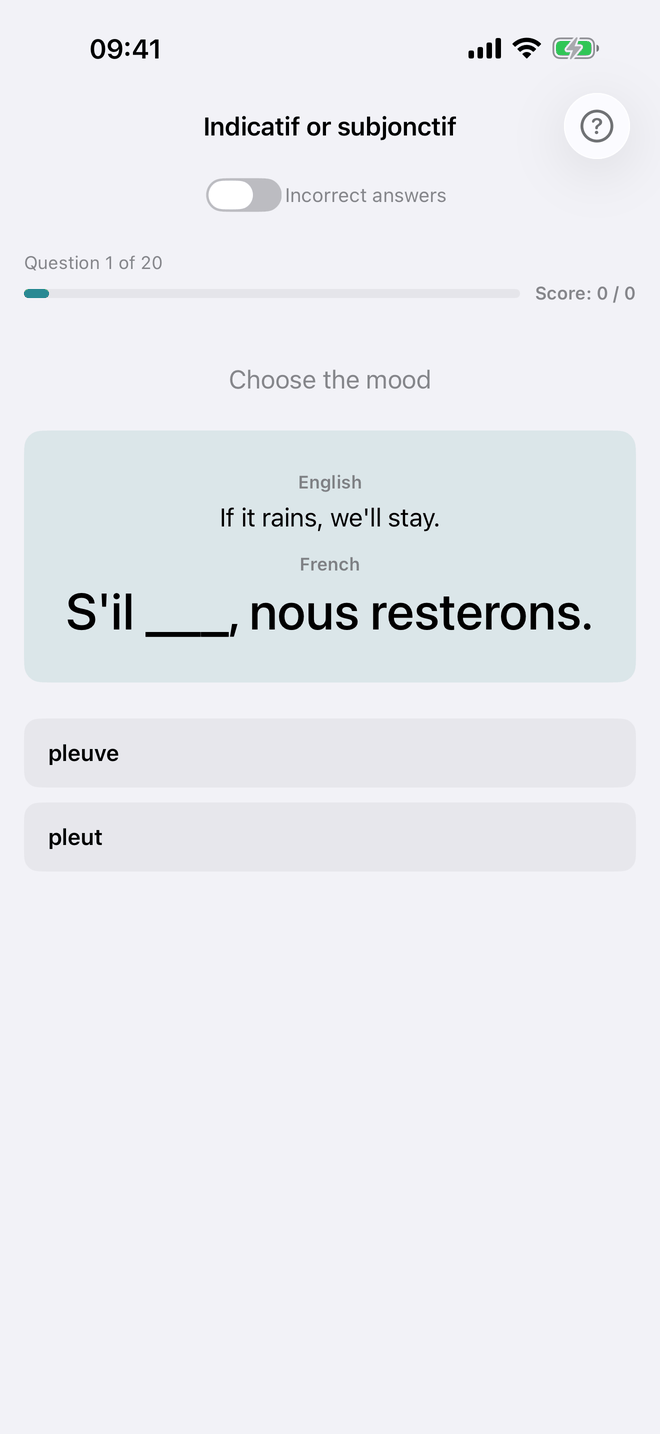 09:41
Indicatif or subjonctif
Incorrect answers
Question 1 of 20
Score: 0 / 0
Choose the mood
English
If it rains, we'll stay.
French
S'il ___, nous resterons.
pleuve
pleut